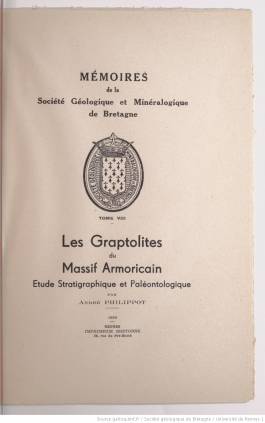 MÉMOIRES
de la
Société Géologique et Minéralogique
de Bretagne
TOME VIII
Les Graptolites
du
Massif Armoricain
Etude Stratigraphique et Paléontologique
PAR
André PHILIPPOT
RENNES
IMPRIMERIE BRETONNE
Source gallica.bnf.fr / Société géologique de Bretagne / Université de Rennes 1